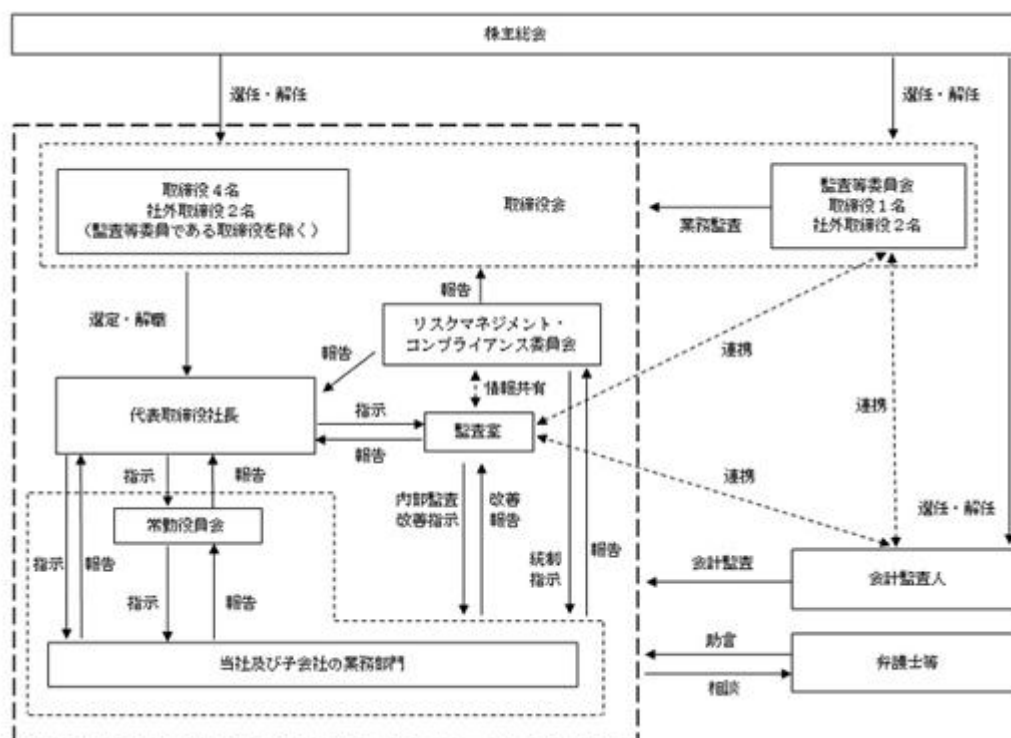 株主総会
選任・解任
選任・解任
取締役４名
社外取締役２名
（監査等委員である取締役を除く）
取締役会
業務監査
監査等委員会
取締役１名
社外取締役２名
選定・解職
報告
リスクマネジメント・
コンプライアンス委員会
報告
連携
情報共有
連携
代表取締役社長
指示
報告
監査室
指示
報告
内部監査
改善指示
改善
報告
連携
選任・解任
常勤役員会
指示
報告
統制
指示
報告
会計監査
会計監査人
指示
報告
当社及び子会社の業務部門
助言
相談
弁護士等